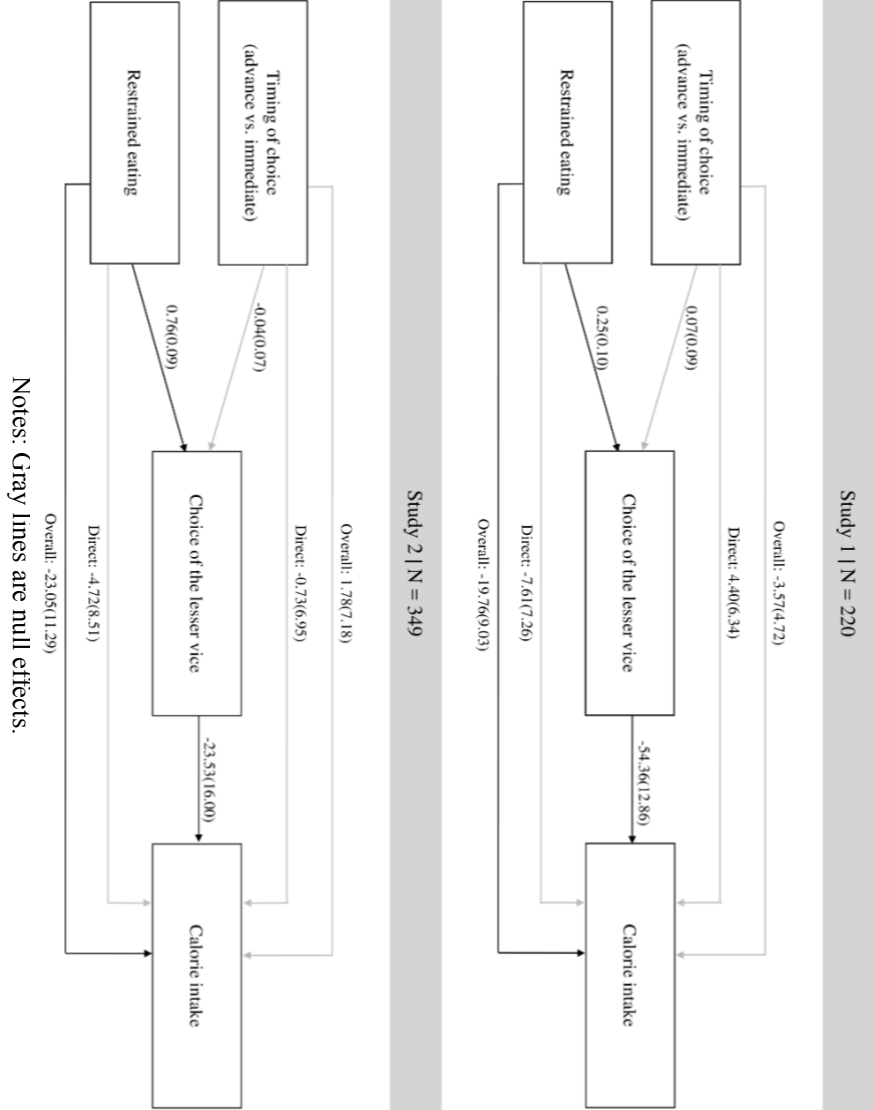 Study 1 | N = 220
Overall: -3.57(4.72)
Direct: 4.40(6.34)
Timing of choice
(advance vs. immediate)
0.07(0.09)
Choice of the lesser vice
-54.36(12.86)
Calorie intake
Restrained eating
0.25(0.10)
Direct: -7.61(7.26)
Overall: -19.76(9.03)
Study 2 | N = 349
Overall: 1.78(7.18)
Direct: -0.73(6.95)
Timing of choice
(advance vs. immediate)
-0.04(0.07)
Choice of the lesser vice
-23.53(16.00)
Calorie intake
Restrained eating
0.76(0.09)
Direct: -4.72(8.51)
Overall: -23.05(11.29)
Notes: Gray lines are null effects.